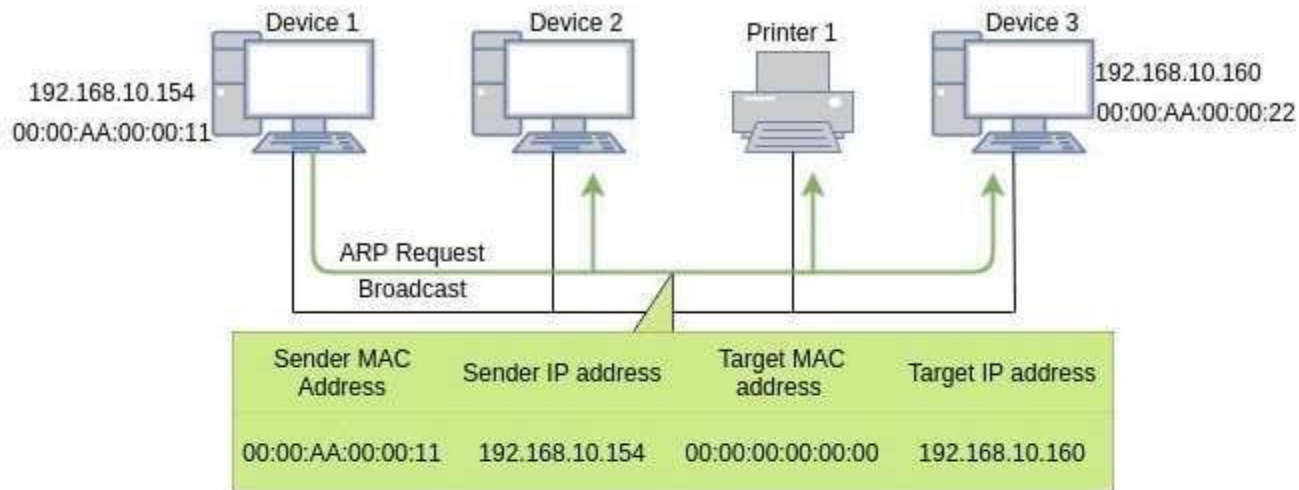 Device 1
Device 2
Printer 1
Device 3
192.168.10.154
00:00:AA:00:00:11
192.168.10.160
00:00:AA:00:00:22
ARP Request
Broadcast
Sender MAC
Address
Sender IP address
Target MAC
address
Target IP address
00:00:AA:00:00:11
192.168.10.154
00:00:00:00:00:00
192.168.10.160